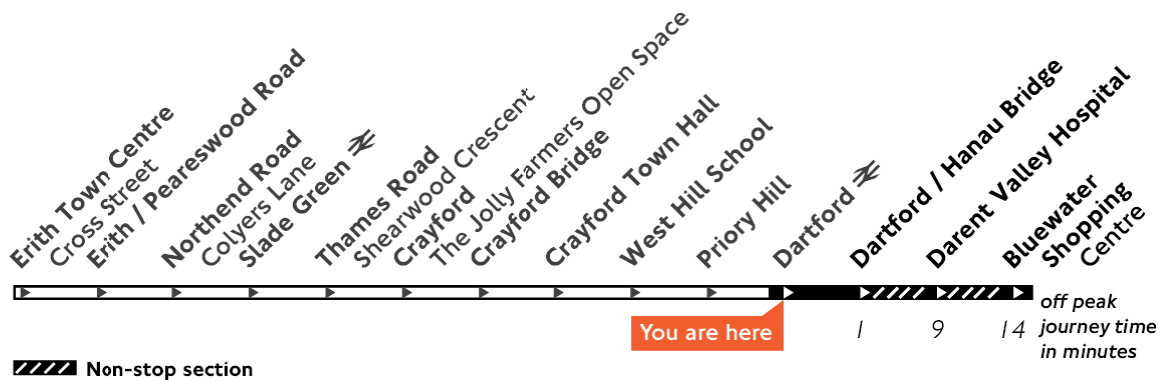 Erith Town Centre
Cross Street
Erith / Peareswood Road
Northend Road
Colyers Lane
Slade Green
Thames Road
Shearwood Crescent
Crayford
The Jolly Farmers Open Space
Crayford Bridge
Crayford Town Hall
West Hill School
Priory Hill
Dartford
Dartford / Hanau Bridge
Darent Valley Hospital
Bluewater
Shopping
Centre
You are here
1 9 14
off peak
journey time
in minutes
Non-stop section